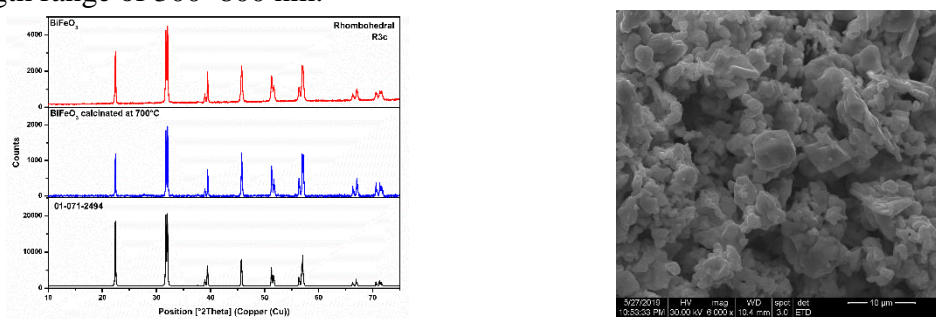 gth range of 300–800 nm.
BiFeO3
Rhombohedral
R3c
4000
2000
0
BiFeO3 calcinated at 700°C
2000
1000
0
01-071-2494
20000
10000
0
Counts
10 20 30 40 50 60 70
Position [°2Theta] (Copper (Cu))
5/27/2019 HV mag WD spot det
10:53:33 PM 30.00 kV 6 000 x 10.4 mm 3.0 ETD
10 μm